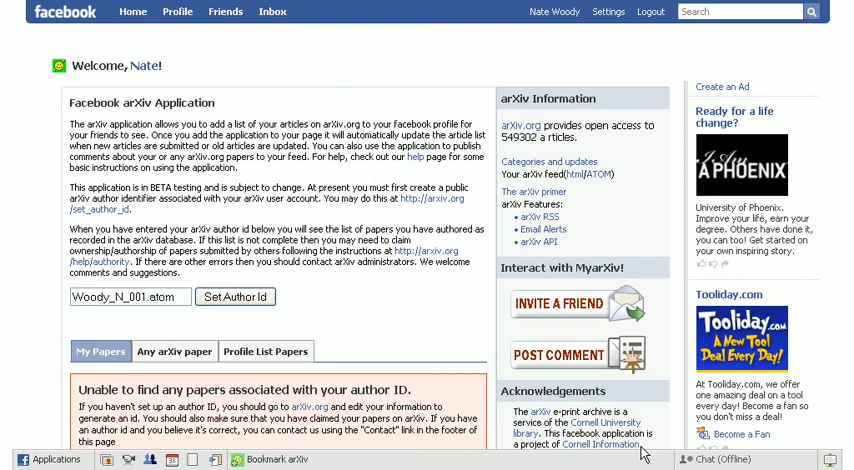 facebook Home Profile Friends Inbox Nate Woody Settings Logout Search
Welcome, Nate!
Facebook arXiv Application
The arXiv application allows you to add a list of your articles on arXiv.org to your facebook profile for
your friends to see. Once you add the application to your page it will automatically update the article list
when new articles are submitted or old articles are updated. You can also use the application to publish
comments about your or any arXiv.org papers to your feed. For help, check out our help page for some
basic instructions on using the application.
This application is in BETA testing and is subject to change. At present you must first create a public
arXiv author identifier associated with your arXiv user account. You may do this at http://arxiv.org
/set_author_id.
When you have entered your arXiv author id below you will see the list of papers you have authored as
recorded in the arXiv database. If this list is not complete then you may need to claim
ownership/authorship of papers submitted by others following the instructions at http://arxiv.org
/help/authority. If there are other errors then you should contact arXiv administrators. We welcome
comments and suggestions.
Woody_N_001.atom Set Author Id
My Papers Any arXiv paper Profile List Papers
Unable to find any papers associated with your author ID.
If you haven't set up an author ID, you should go to arXiv.org and edit your information to
generate an id. You should also make sure that you have claimed your papers on arXiv. If you have
an author id and you believe it's correct, you can contact us using the "Contact" link in the footer of
this page
arXiv Information
arXiv.org provides open access to
549302 a rticles.
Categories and updates
Your arXiv feed(html/ATOM)
The arXiv primer
arXiv Features:
arXiv RSS
Email Alerts
arXiv API
Interact with MyarXiv!
INVITE A FRIEND
POST COMMENT
Acknowledgements
The arXiv e-print archive is a
service of the Cornell University
library. This facebook application is
a project of Cornell Information
Create an Ad
Ready for a life
change?
I Am
A PHOENIX
University of Phoenix.
Improve your life, earn your
degree. Others have done it,
you can too! Get started on
your own inspiring story.
Tooliday.com
TOOLiDAY.com
A New Tool
Deal Every Day!
At Tooliday.com, we offer
one amazing deal on a tool
every day! Become a fan so
you don't miss a deal!
Become a Fan
Applications 31 Bookmark arXiv Chat (Offline)